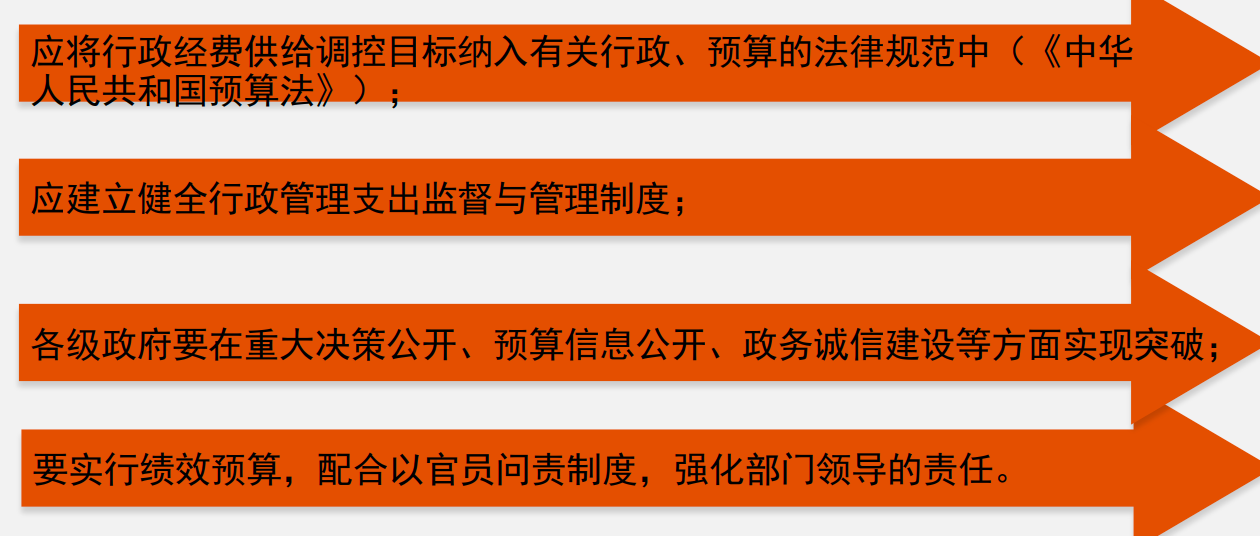 应将行政经费供给调控目标纳入有关行政、预算的法律规范中（《中华
人民共和国预算法》）；
应建立健全行政管理支出监督与管理制度；
各级政府要在重大决策公开、预算信息公开、政务诚信建设等方面实现突破；
要实行绩效预算，配合以官员问责制度，强化部门领导的责任。